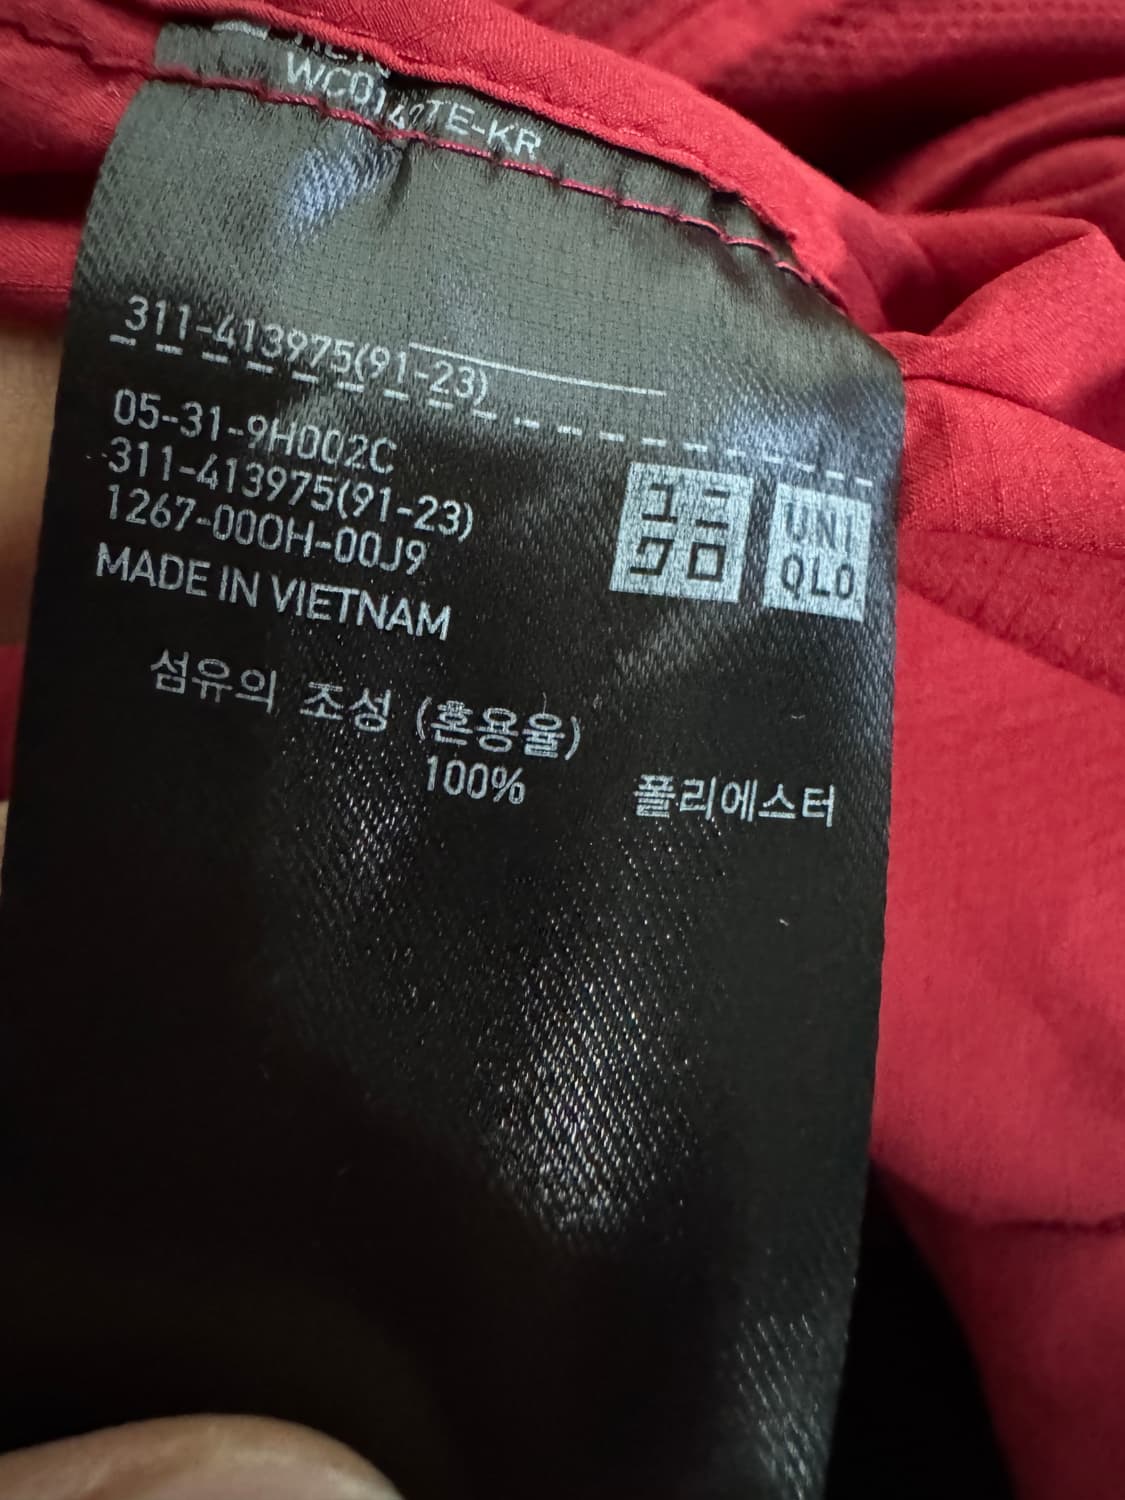 311-413975(91-23)
05-31-9H002C
311-413975(91-23)
1267-000H-00J9
MADE IN VIETNAM
ユニ
クロ
UNI
QLO
섬유의 조성 (혼용율)
100% 폴리에스터